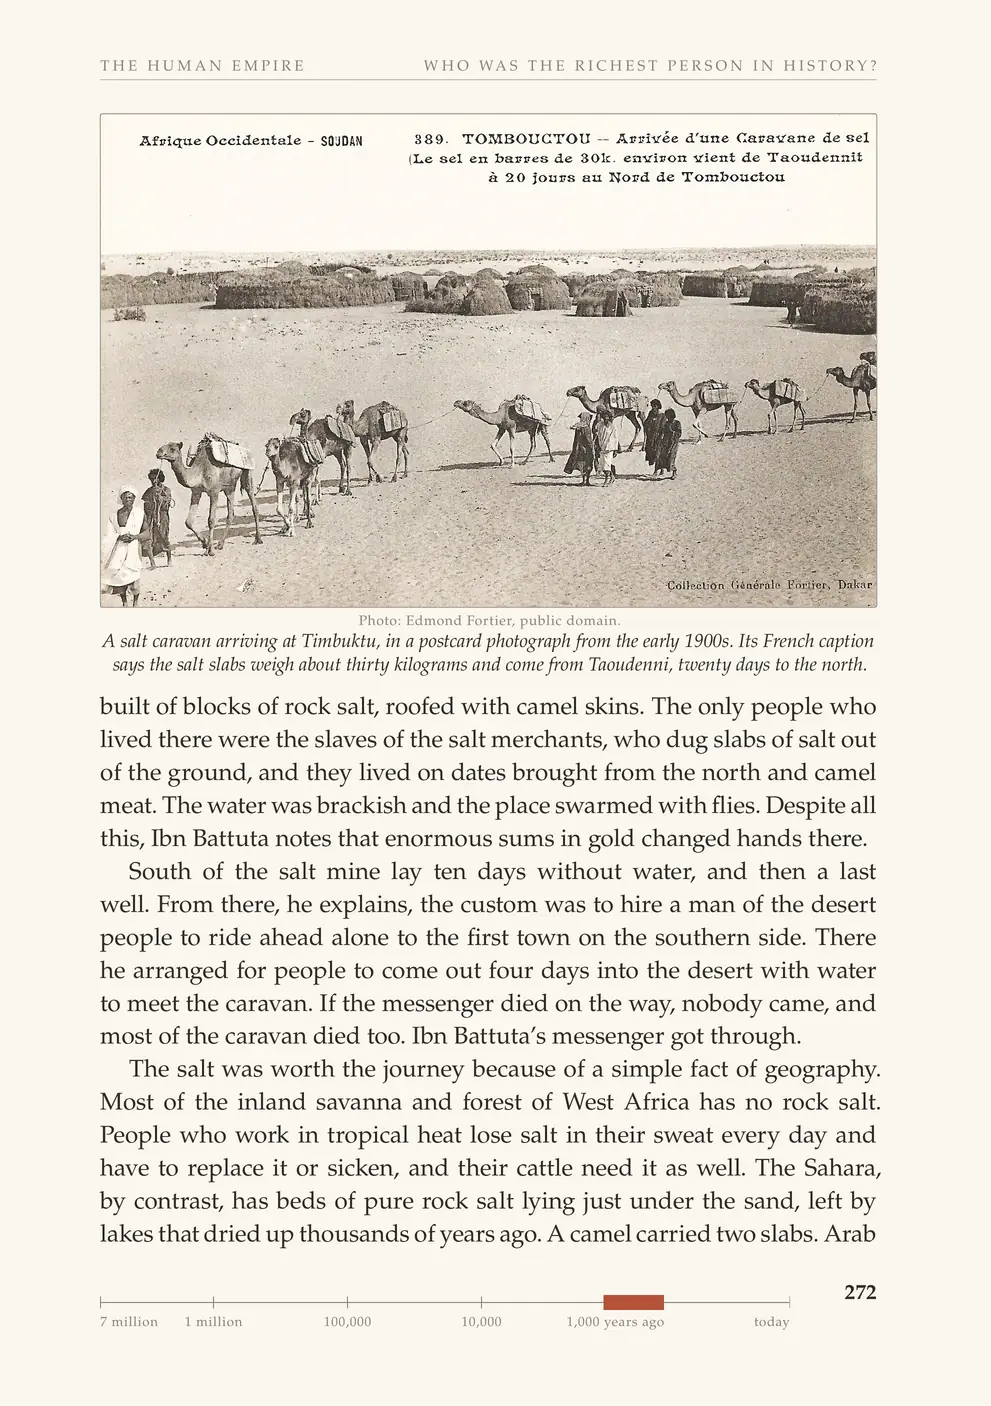 THE HUMAN EMPIRE
WHO WAS THE RICHEST PERSON IN HISTORY?
Afrique Occidentale - SOUDAN
389. TOMBOUCTOU — Arrivée d'une Caravane de sel
(Le sel en barres de 30k. environ vient de Taoudennit
à 20 jours au Nord de Tombouctou
Collection Générale Fortier, Dakar
Photo: Edmond Fortier, public domain.
A salt caravan arriving at Timbuktu, in a postcard photograph from the early 1900s. Its French caption
says the salt slabs weigh about thirty kilograms and come from Taoudenni, twenty days to the north.
built of blocks of rock salt, roofed with camel skins. The only people who
lived there were the slaves of the salt merchants, who dug slabs of salt out
of the ground, and they lived on dates brought from the north and camel
meat. The water was brackish and the place swarmed with flies. Despite all
this, Ibn Battuta notes that enormous sums in gold changed hands there.
South of the salt mine lay ten days without water, and then a last
well. From there, he explains, the custom was to hire a man of the desert
people to ride ahead alone to the first town on the southern side. There
he arranged for people to come out four days into the desert with water
to meet the caravan. If the messenger died on the way, nobody came, and
most of the caravan died too. Ibn Battuta’s messenger got through.
The salt was worth the journey because of a simple fact of geography.
Most of the inland savanna and forest of West Africa has no rock salt.
People who work in tropical heat lose salt in their sweat every day and
have to replace it or sicken, and their cattle need it as well. The Sahara,
by contrast, has beds of pure rock salt lying just under the sand, left by
lakes that dried up thousands of years ago. A camel carried two slabs. Arab
272
7 million 1 million 100,000 10,000 1,000 years ago today